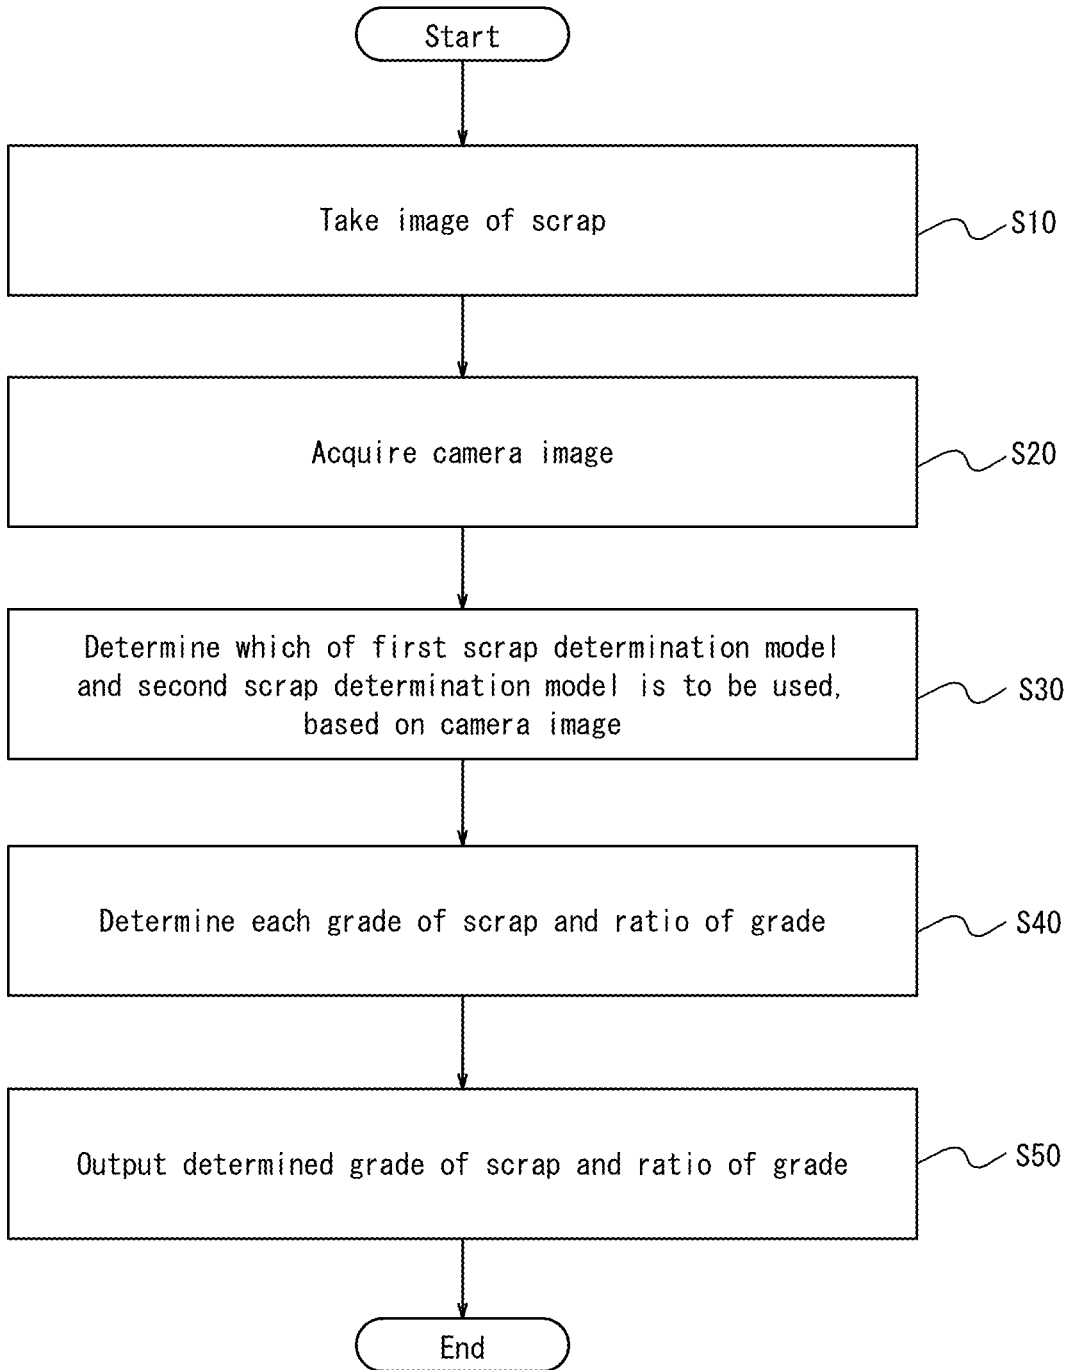 Start
Take image of scrap
S10
Acquire camera image
S20
Determine which of first scrap determination model
and second scrap determination model is to be used,
based on camera image
S30
Determine each grade of scrap and ratio of grade
S40
Output determined grade of scrap and ratio of grade
S50
End